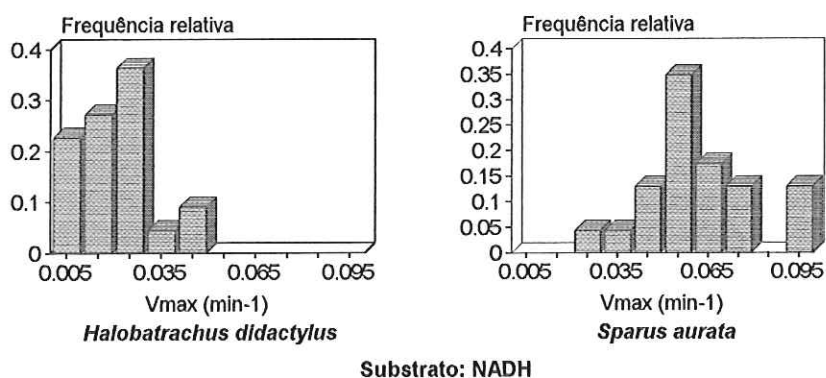 Frequência relativa
0.4
0.3
0.2
0.1
0
0.005 0.035 0.065 0.095
Vmax (min-1)
Halobatrachus didactylus
Frequência relativa
0.4
0.35
0.3
0.25
0.2
0.15
0.1
0.05
0
0.005 0.035 0.065 0.095
Vmax (min-1)
Sparus aurata
Substrato: NADH